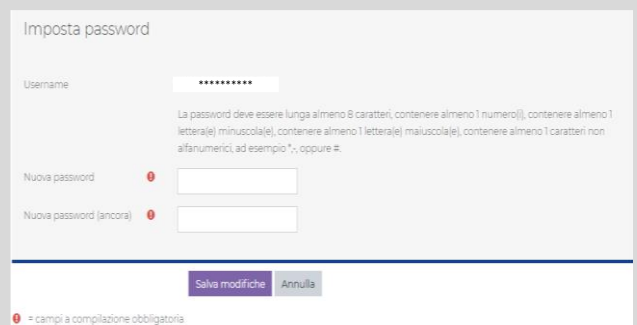 Imposta password
Username **********
La password deve essere lunga almeno 8 caratteri, contenere almeno 1 numero(i), contenere almeno 1
lettera(e) minuscola(e), contenere almeno 1 lettera(e) maiuscola(e), contenere almeno 1 caratteri non
alfanumerici, ad esempio *,-, oppure #.
Nuova password
Nuova password (ancora)
Salva modifiche Annulla
= campi a compilazione obbligatoria